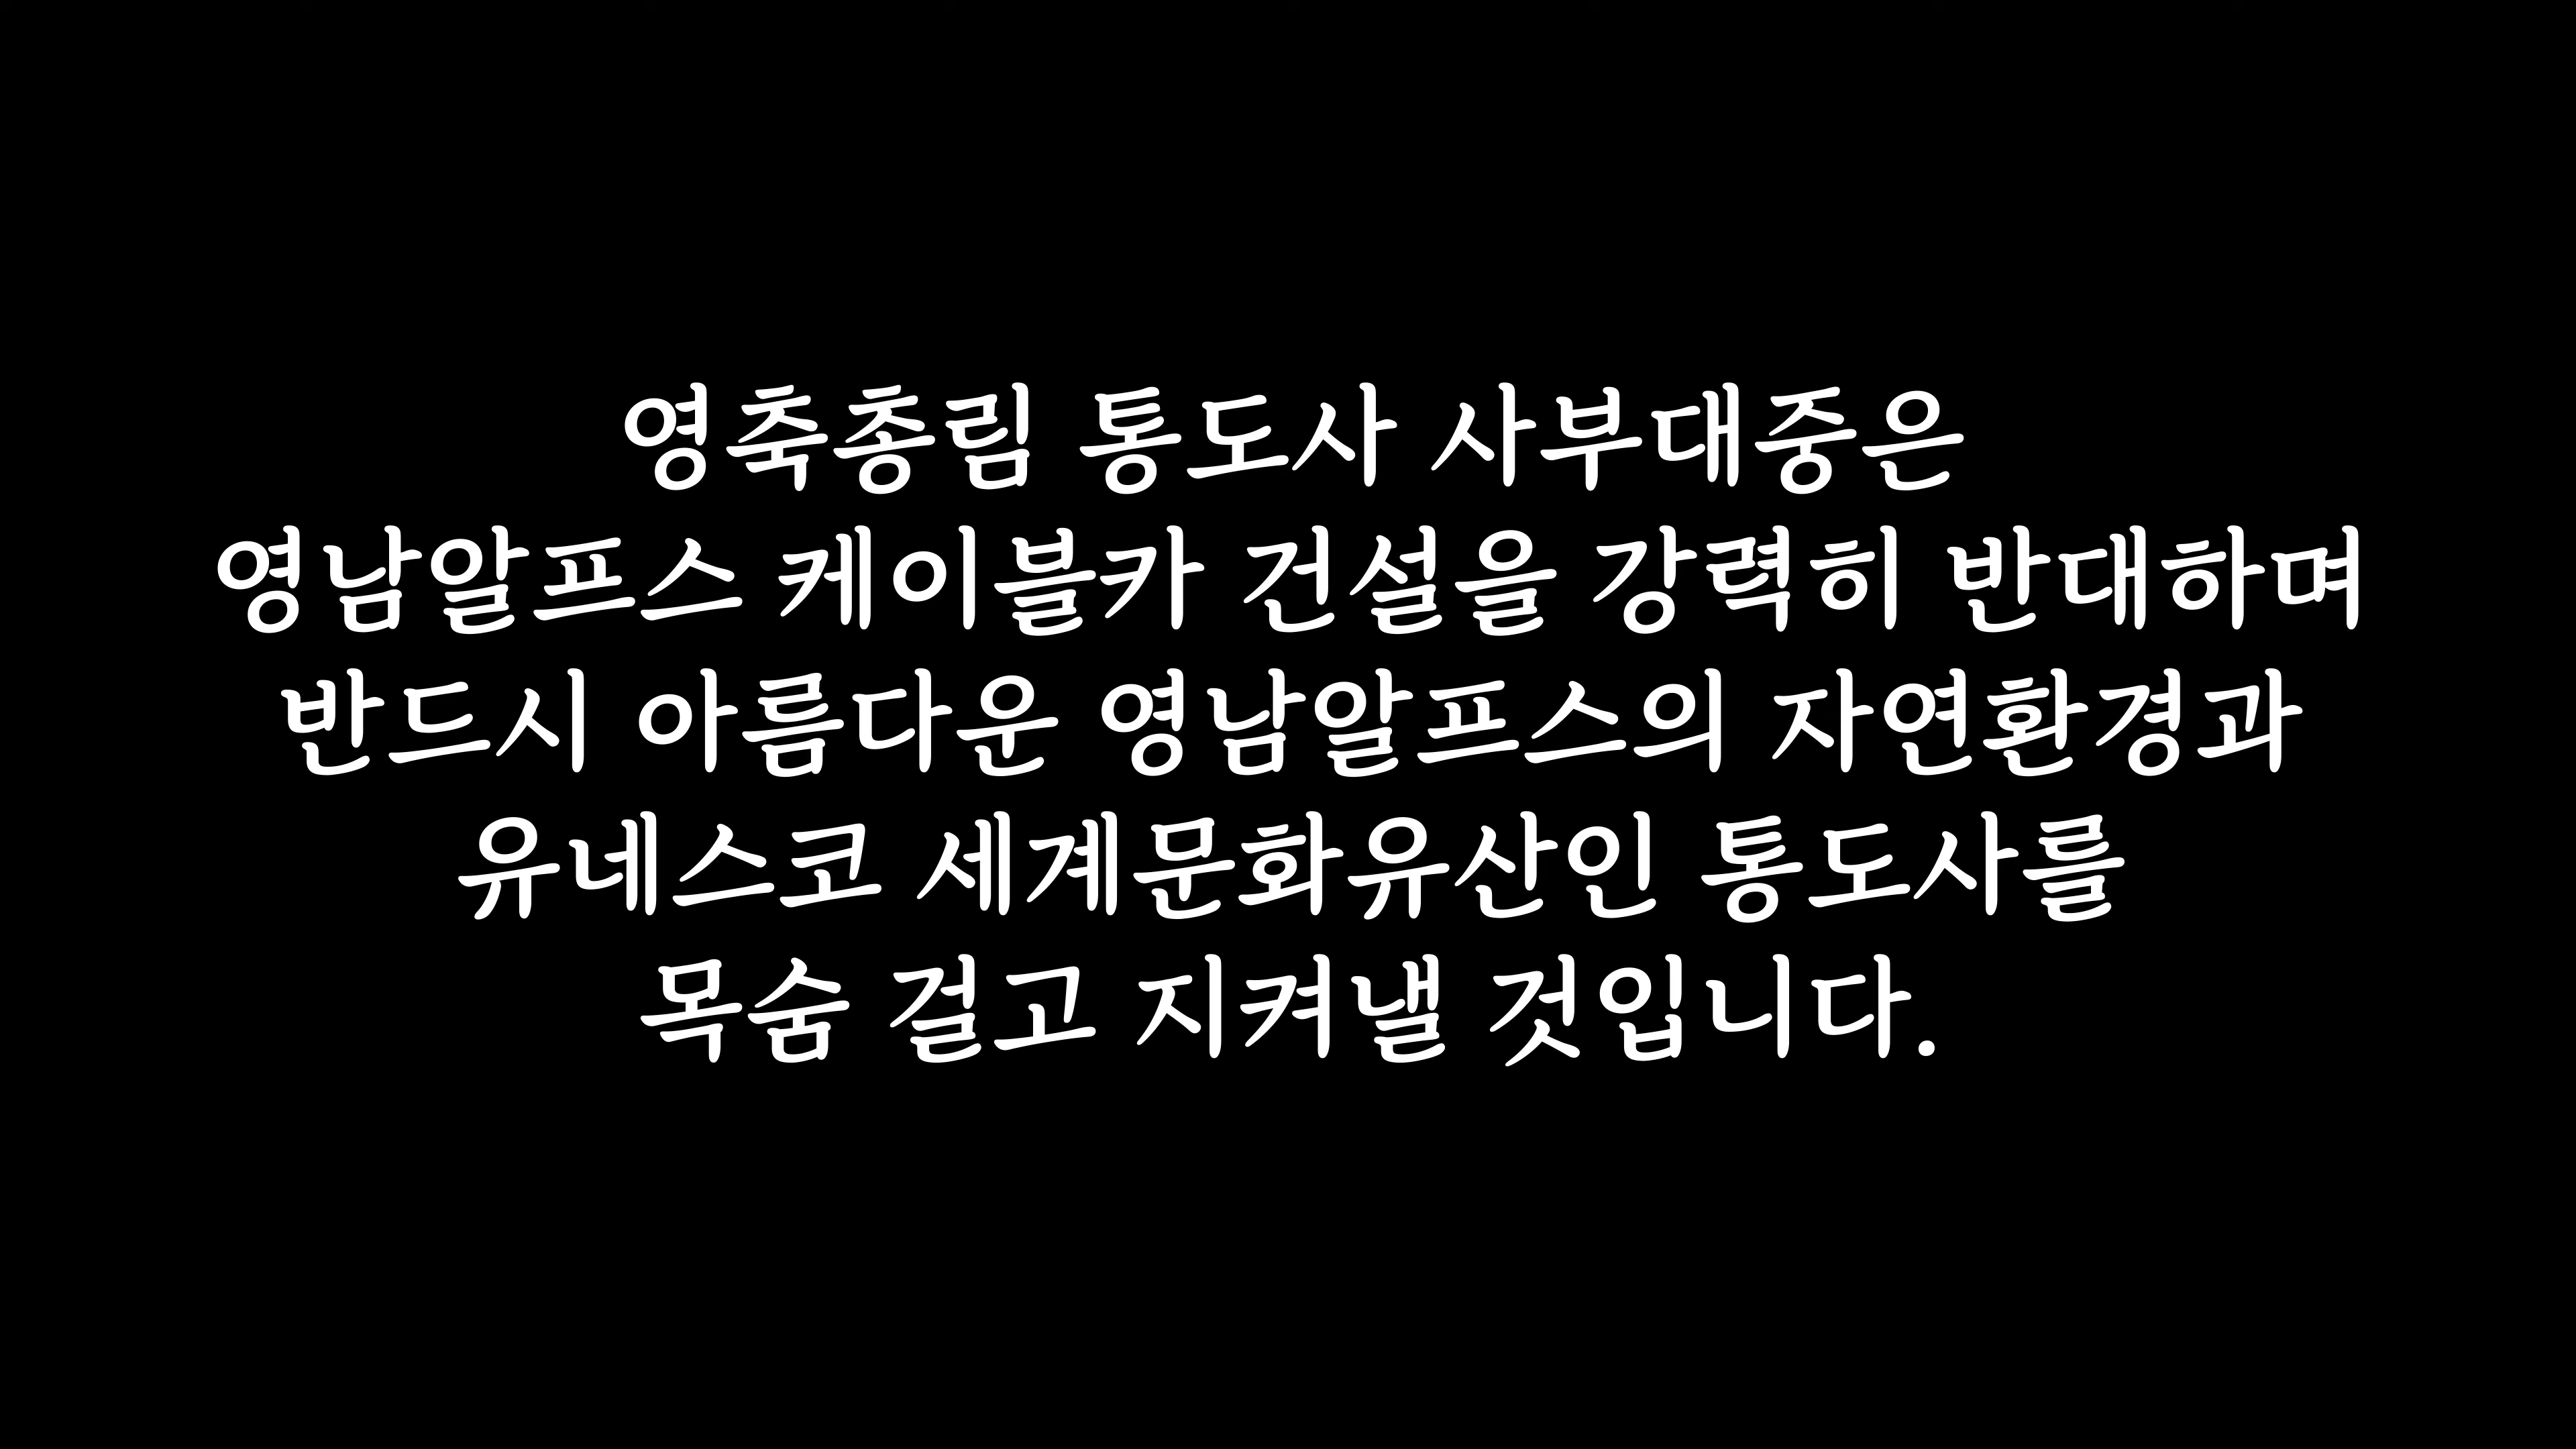 영축총림 통도사 사부대중은
영남알프스 케이블카 건설을 강력히 반대하며
반드시 아름다운 영남알프스의 자연환경과
유네스코 세계문화유산인 통도사를
목숨 걸고 지켜낼 것입니다.